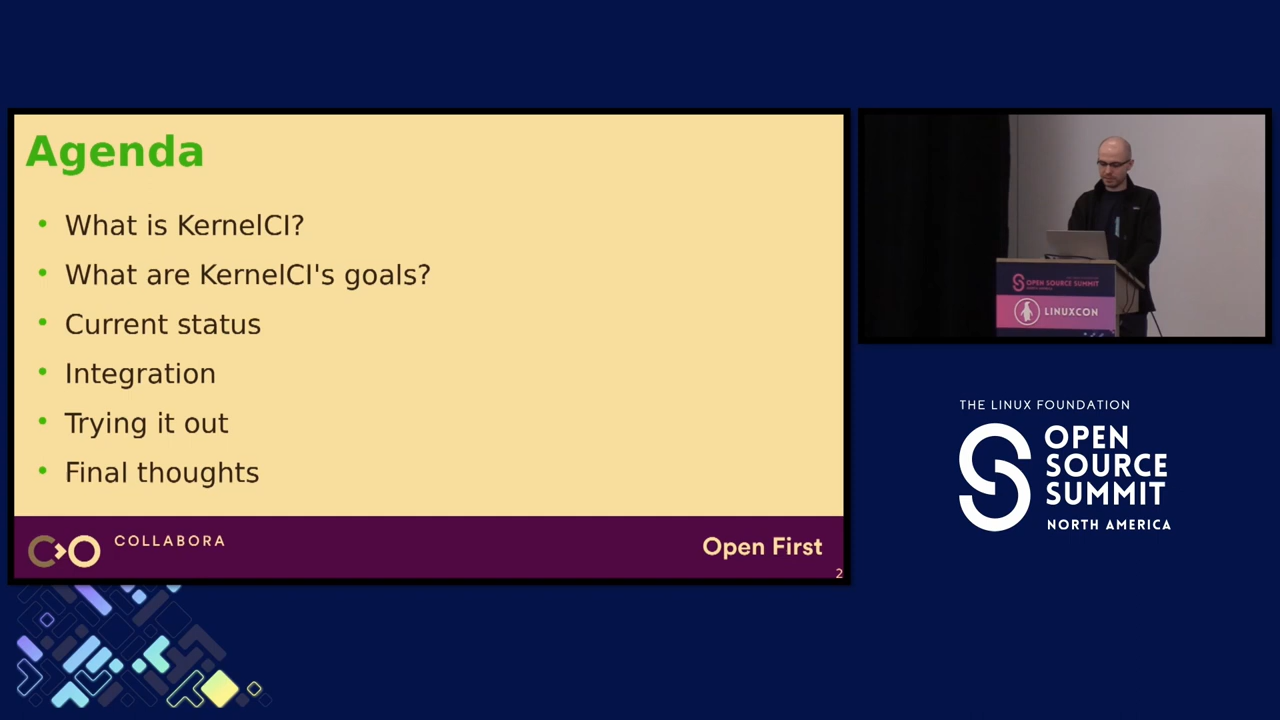 Agenda
• What is KernelCI?
• What are KernelCI's goals?
• Current status
• Integration
• Trying it out
• Final thoughts
COLLABORA
Open First
2
OPEN SOURCE SUMMIT
LINUXCON
THE LINUX FOUNDATION
OPEN
SOURCE
SUMMIT
NORTH AMERICA